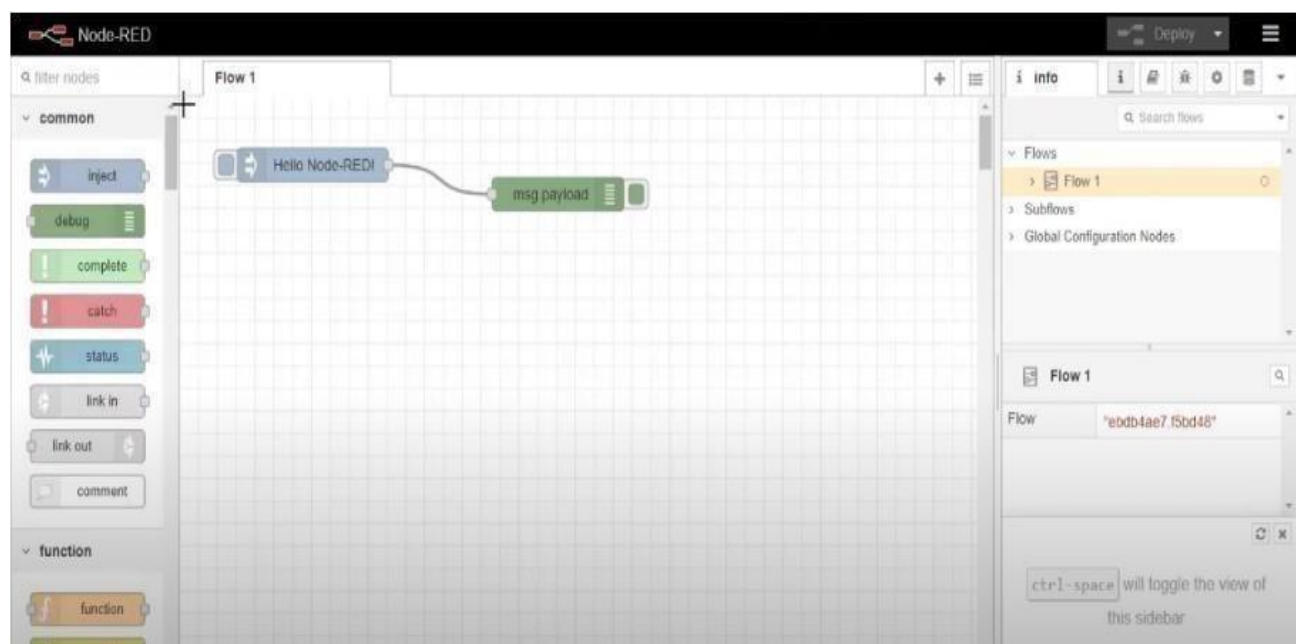 Node-RED
Deploy
filter nodes
Flow 1
i info
Search flows
common
inject
debug
complete
catch
status
link in
link out
comment
function
function
Hello Node-RED!
msg payload
Flows
Flow 1
Subflows
Global Configuration Nodes
Flow 1
Flow "ebdb4ae7.f5bd48"
ctrl-space will toggle the view of
this sidebar